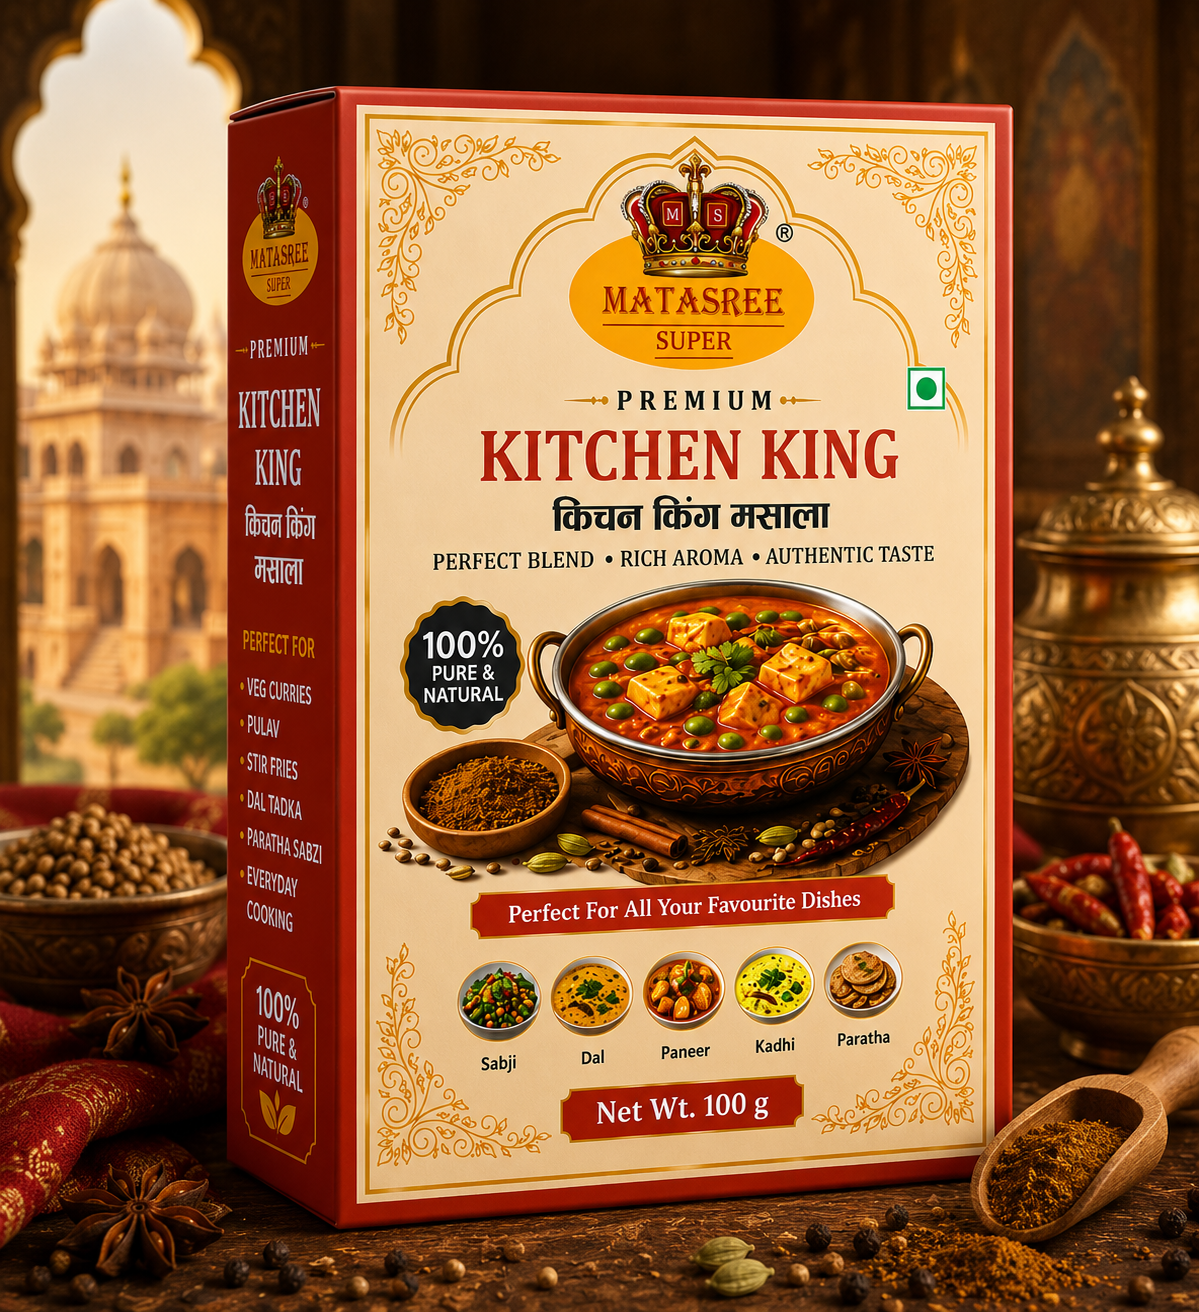 MATASREE
SUPER
PREMIUM
KITCHEN
KING
किचन किंग
मसाला
PERFECT FOR
• VEG CURRIES
• PULAV
• STIR FRIES
• DAL TADKA
• PARATHA SABZI
• EVERYDAY
COOKING
100%
PURE &
NATURAL
M S
®
MATASREE
SUPER
PREMIUM
KITCHEN KING
किचन किंग मसाला
PERFECT BLEND • RICH AROMA • AUTHENTIC TASTE
100%
PURE &
NATURAL
Perfect For All Your Favourite Dishes
Sabji
Dal
Paneer
Kadhi
Paratha
Net Wt. 100 g